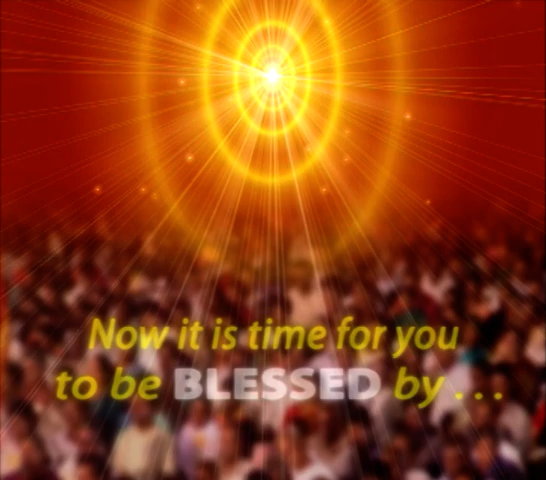 Now it is time for you
to be BLESSED by . . .